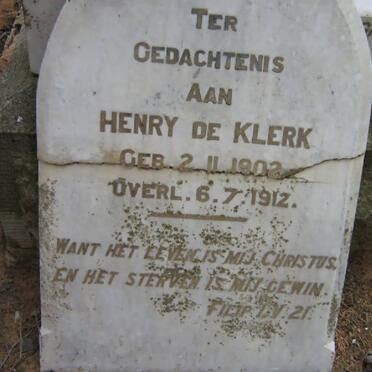 TER
GEDACHTENIS
AAN
HENRY DE KLERK
GEB. 2.11.1902
OVERL. 6.7.1912.
WANT HET LEVEN IS MIJ CHRISTUS,
EN HET STERVEN IS MIJ GEWIN.
FILIP. I.V. 21.